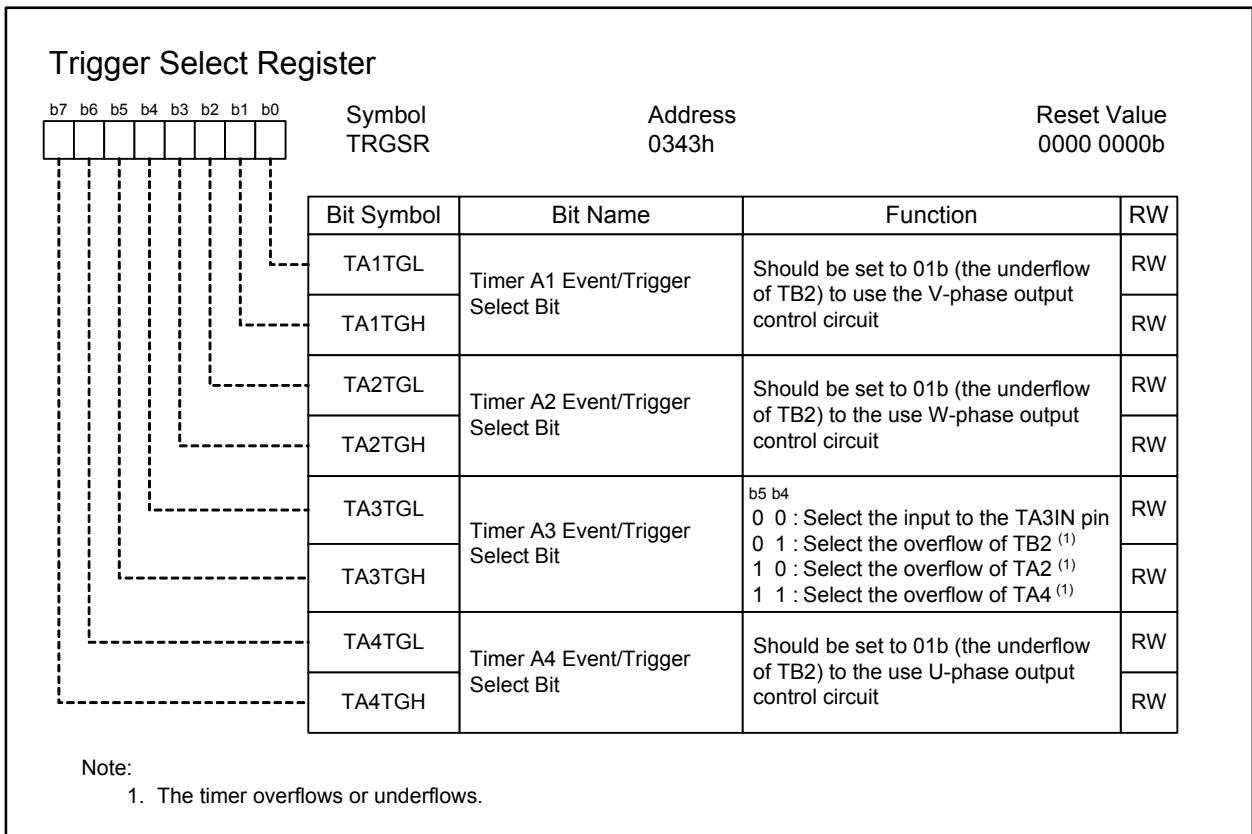 Trigger Select Register
b7 b6 b5 b4 b3 b2 b1 b0
Symbol Address Reset Value
TRGSR 0343h 0000 0000b
Bit Symbol Bit Name Function RW
TA1TGL RW
Timer A1 Event/Trigger
Select Bit
Should be set to 01b (the underflow
of TB2) to use the V-phase output
control circuit
TA1TGH RW
TA2TGL RW
Timer A2 Event/Trigger
Select Bit
Should be set to 01b (the underflow
of TB2) to the use W-phase output
control circuit
TA2TGH RW
TA3TGL RW
Timer A3 Event/Trigger
Select Bit
b5 b4
0 0 : Select the input to the TA3IN pin
0 1 : Select the overflow of TB2 (1)
1 0 : Select the overflow of TA2 (1)
1 1 : Select the overflow of TA4 (1)
TA3TGH RW
TA4TGL RW
Timer A4 Event/Trigger
Select Bit
Should be set to 01b (the underflow
of TB2) to the use U-phase output
control circuit
TA4TGH RW
Note:
1. The timer overflows or underflows.